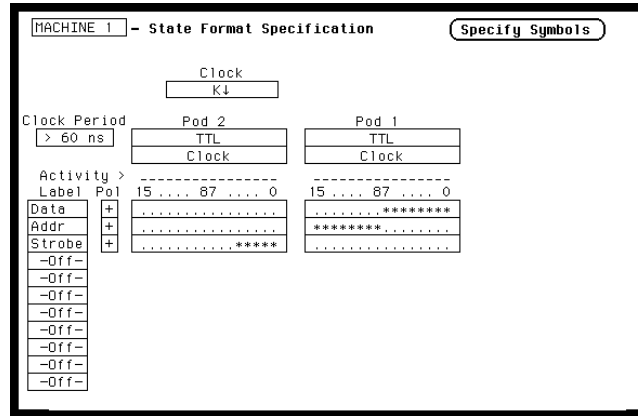 MACHINE 1 – State Format Specification Specify Symbols
Clock
K↓
Clock Period Pod 2 Pod 1
> 60 ns TTL TTL
Clock Clock
Activity > ---------------- ----------------
Label Pol 15 .... 87 .... 0 15 .... 87 .... 0
Data + ................ ........********
Addr + ................ ********........
Strobe + ...........***** ................
-Off-
-Off-
-Off-
-Off-
-Off-
-Off-
-Off-
-Off-
-Off-
-Off-